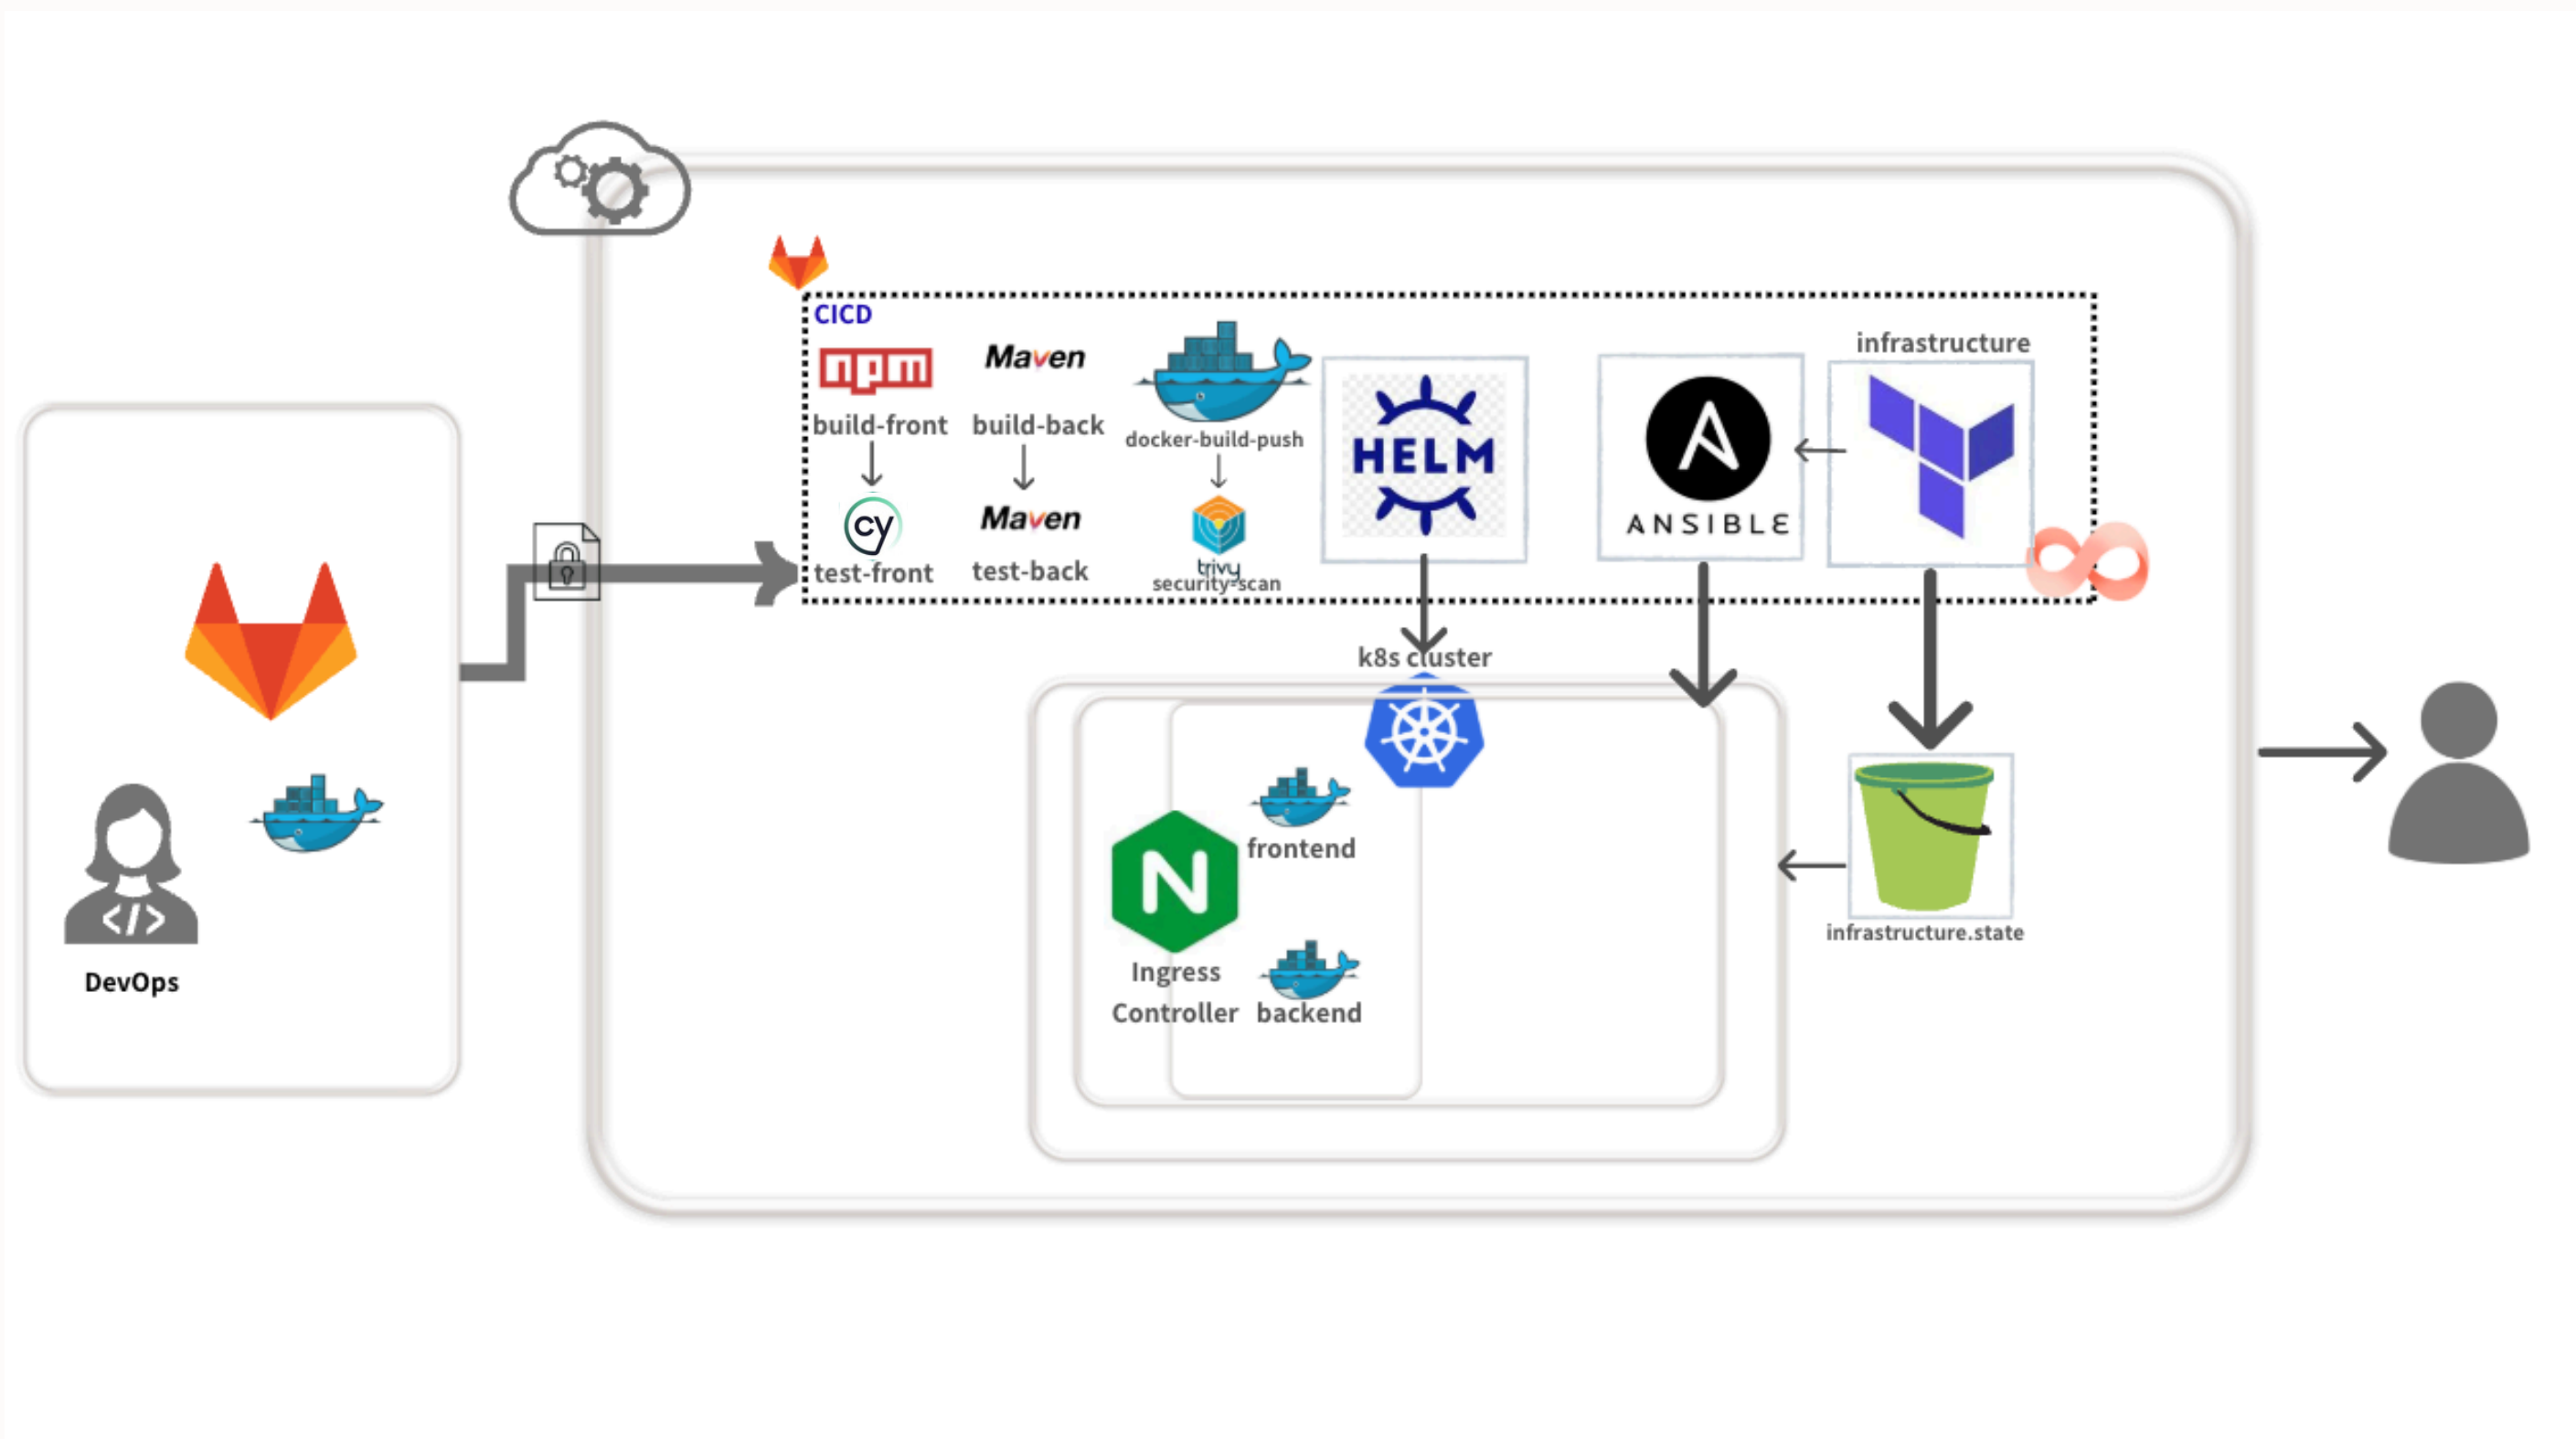 CICD
npm
build-front
cy
test-front
Maven
build-back
Maven
test-back
docker-build-push
trivy
security-scan
HELM
ANSIBLE
infrastructure
k8s cluster
frontend
N
Ingress
Controller
backend
infrastructure.state
</>
DevOps